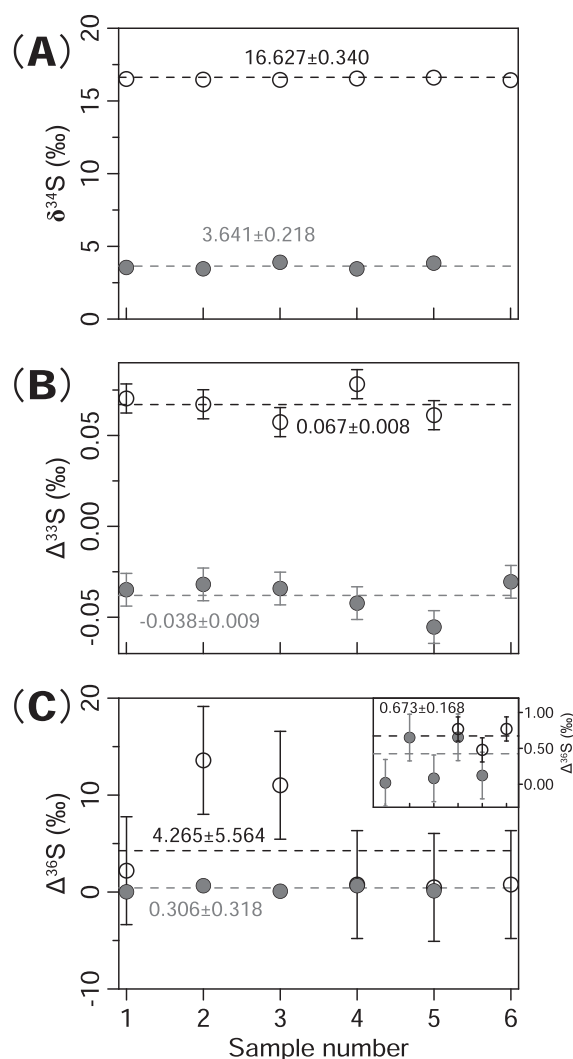 (A)
20
15
10
5
0
δ³⁴S (‰)
16.627±0.340
3.641±0.218
(B)
0.05
0.00
-0.05
Δ³³S (‰)
0.067±0.008
-0.038±0.009
(C)
20
10
0
-10
Δ³⁶S (‰)
4.265±5.564
0.306±0.318
0.673±0.168
1.00
0.50
0.00
Δ³⁶S (‰)
1 2 3 4 5 6
Sample number